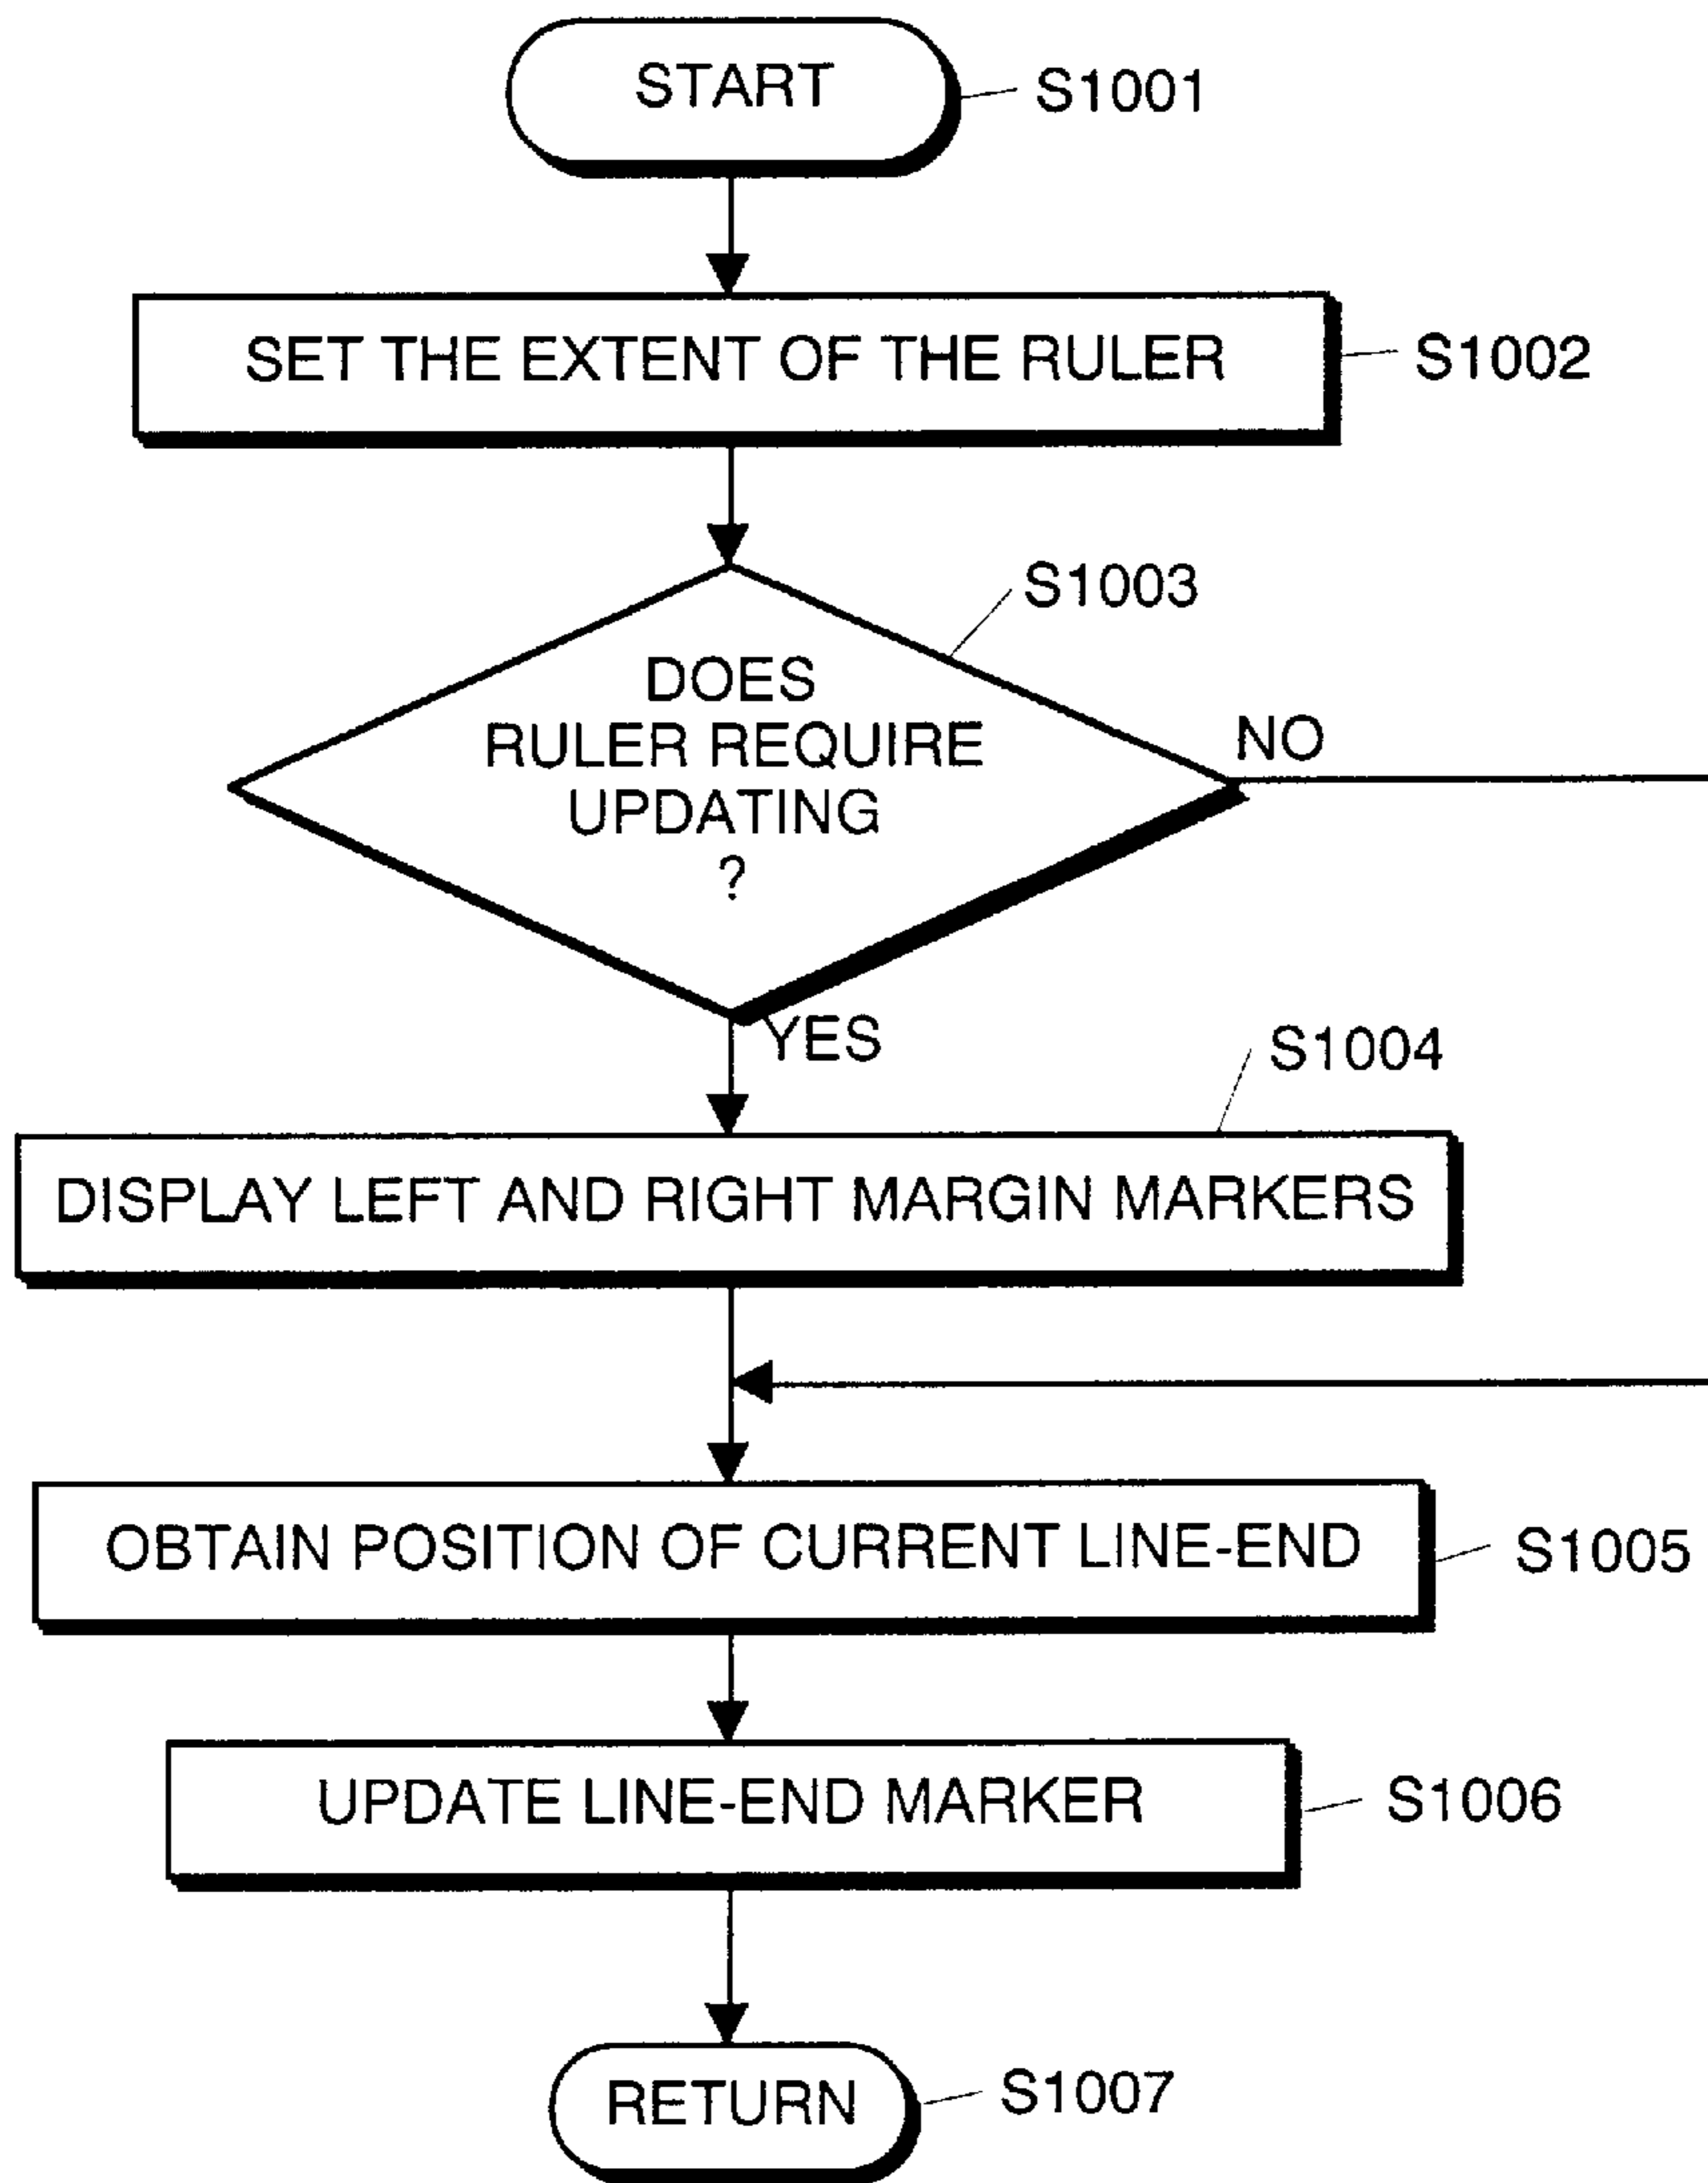 START
S1001
SET THE EXTENT OF THE RULER
S1002
S1003
DOES
RULER REQUIRE
UPDATING
?
NO
YES
S1004
DISPLAY LEFT AND RIGHT MARGIN MARKERS
OBTAIN POSITION OF CURRENT LINE-END
S1005
UPDATE LINE-END MARKER
S1006
RETURN
S1007